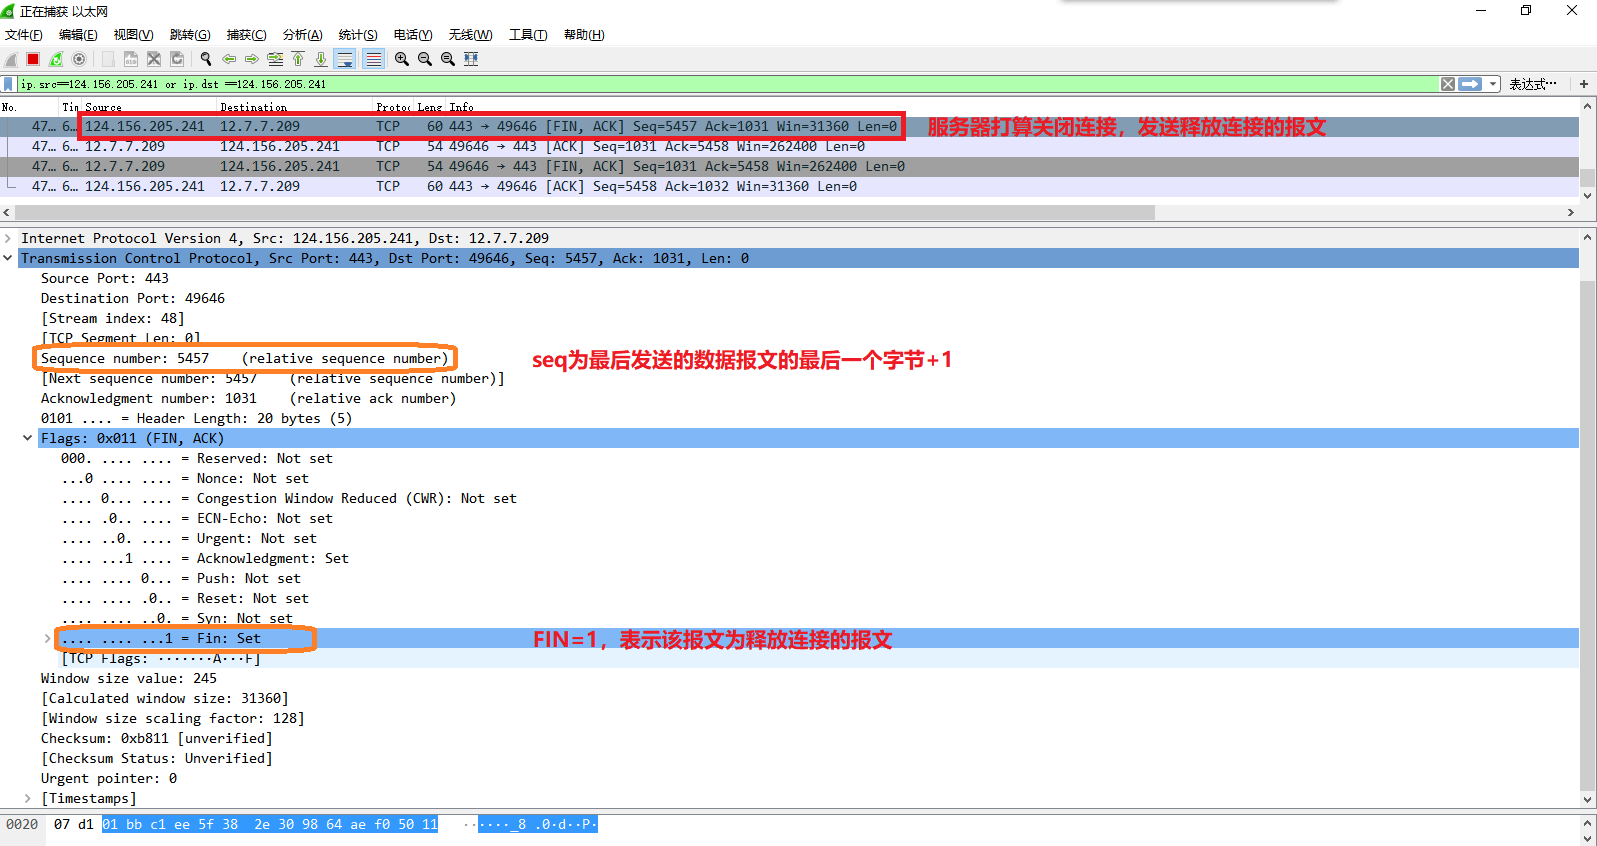 正在捕获 以太网
文件(F) 编辑(E) 视图(V) 跳转(G) 捕获(C) 分析(A) 统计(S) 电话(Y) 无线(W) 工具(T) 帮助(H)
ip.src==124.156.205.241 or ip.dst ==124.156.205.241 表达式… +
No. Tin Source Destination Protoc Leng Info
47… 6… 124.156.205.241 12.7.7.209 TCP 60 443 → 49646 [FIN, ACK] Seq=5457 Ack=1031 Win=31360 Len=0 服务器打算关闭连接，发送释放连接的报文
47… 6… 12.7.7.209 124.156.205.241 TCP 54 49646 → 443 [ACK] Seq=1031 Ack=5458 Win=262400 Len=0
47… 6… 12.7.7.209 124.156.205.241 TCP 54 49646 → 443 [FIN, ACK] Seq=1031 Ack=5458 Win=262400 Len=0
47… 6… 124.156.205.241 12.7.7.209 TCP 60 443 → 49646 [ACK] Seq=5458 Ack=1032 Win=31360 Len=0
Internet Protocol Version 4, Src: 124.156.205.241, Dst: 12.7.7.209
Transmission Control Protocol, Src Port: 443, Dst Port: 49646, Seq: 5457, Ack: 1031, Len: 0
Source Port: 443
Destination Port: 49646
[Stream index: 48]
[TCP Segment Len: 0]
Sequence number: 5457 (relative sequence number) seq为最后发送的数据报文的最后一个字节+1
[Next sequence number: 5457 (relative sequence number)]
Acknowledgment number: 1031 (relative ack number)
0101 .... = Header Length: 20 bytes (5)
Flags: 0x011 (FIN, ACK)
000. .... .... = Reserved: Not set
...0 .... .... = Nonce: Not set
.... 0... .... = Congestion Window Reduced (CWR): Not set
.... .0.. .... = ECN-Echo: Not set
.... ..0. .... = Urgent: Not set
.... ...1 .... = Acknowledgment: Set
.... .... 0... = Push: Not set
.... .... .0.. = Reset: Not set
.... .... ..0. = Syn: Not set
.... .... ...1 = Fin: Set FIN=1，表示该报文为释放连接的报文
[TCP Flags: ·······A···F]
Window size value: 245
[Calculated window size: 31360]
[Window size scaling factor: 128]
Checksum: 0xb811 [unverified]
[Checksum Status: Unverified]
Urgent pointer: 0
[Timestamps]
0020 07 d1 01 bb c1 ee 5f 38 2e 30 98 64 ae f0 50 11 ······_8 .0·d··P·